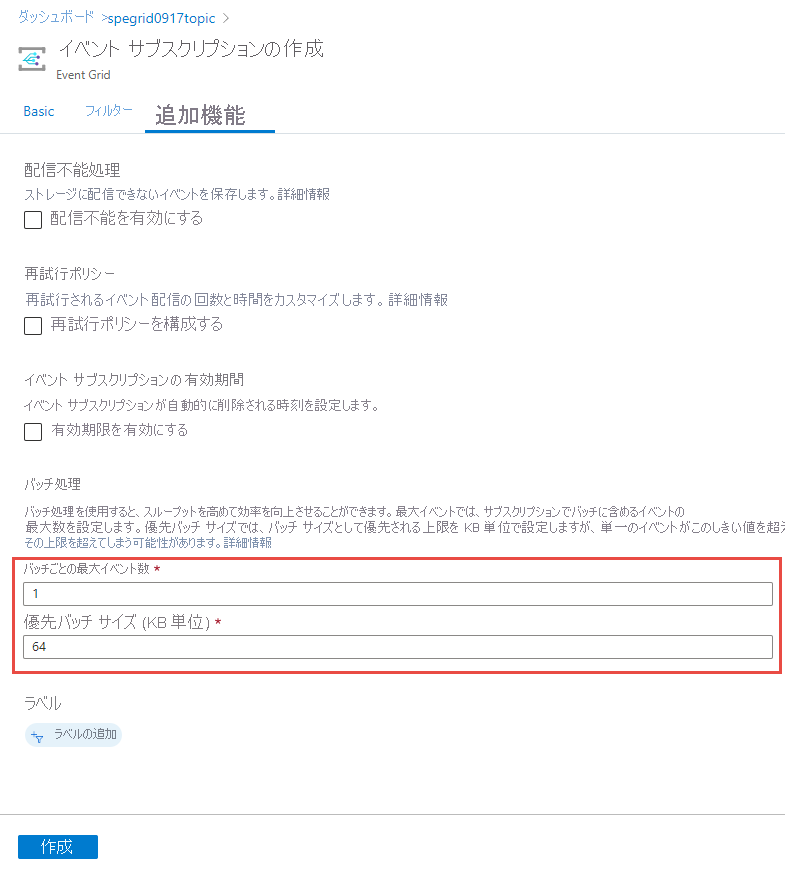 ダッシュボード >spegrid0917topic >
イベント サブスクリプションの作成
Event Grid
Basic フィルター 追加機能
配信不能処理
ストレージに配信できないイベントを保存します。詳細情報
配信不能を有効にする
再試行ポリシー
再試行されるイベント配信の回数と時間をカスタマイズします。詳細情報
再試行ポリシーを構成する
イベント サブスクリプションの有効期間
イベント サブスクリプションが自動的に削除される時刻を設定します。
有効期限を有効にする
バッチ処理
バッチ処理を使用すると、スループットを高めて効率を向上させることができます。最大イベントでは、サブスクリプションでバッチに含めるイベントの
最大数を設定します。優先バッチ サイズでは、バッチ サイズとして優先される上限を KB 単位で設定しますが、単一のイベントがこのしきい値を超え
その上限を超えてしまう可能性があります。詳細情報
バッチごとの最大イベント数 *
1
優先バッチ サイズ (KB 単位) *
64
ラベル
ラベルの追加
作成